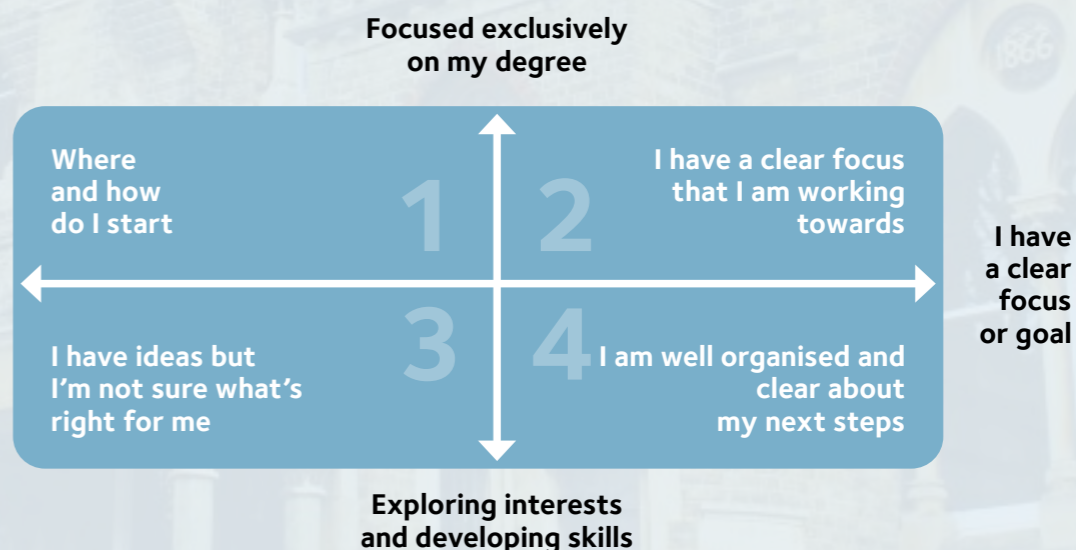 Focused exclusively
on my degree
1866
Where
and how
do I start
1
2
I have a clear focus
that I am working
towards
I have
a clear
focus
or goal
I have ideas but
I'm not sure what's
right for me
3
4
I am well organised and
clear about
my next steps
Exploring interests
and developing skills